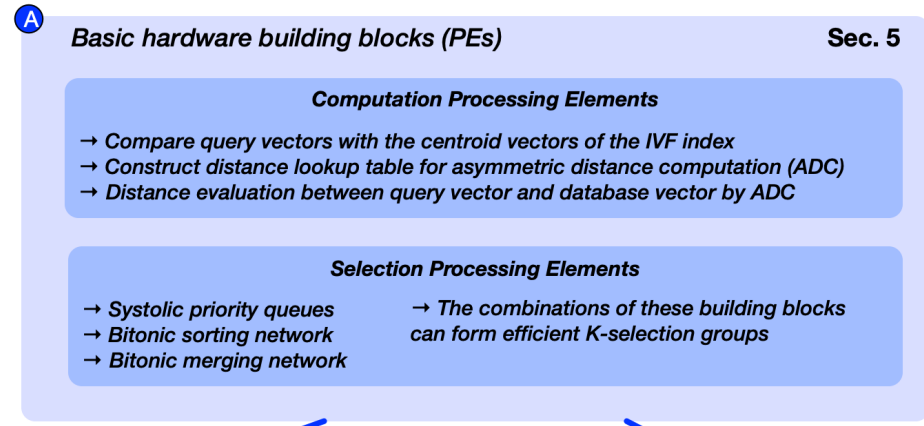 A
Basic hardware building blocks (PEs) Sec. 5
Computation Processing Elements
→ Compare query vectors with the centroid vectors of the IVF index
→ Construct distance lookup table for asymmetric distance computation (ADC)
→ Distance evaluation between query vector and database vector by ADC
Selection Processing Elements
→ Systolic priority queues
→ Bitonic sorting network
→ Bitonic merging network
→ The combinations of these building blocks
can form efficient K-selection groups